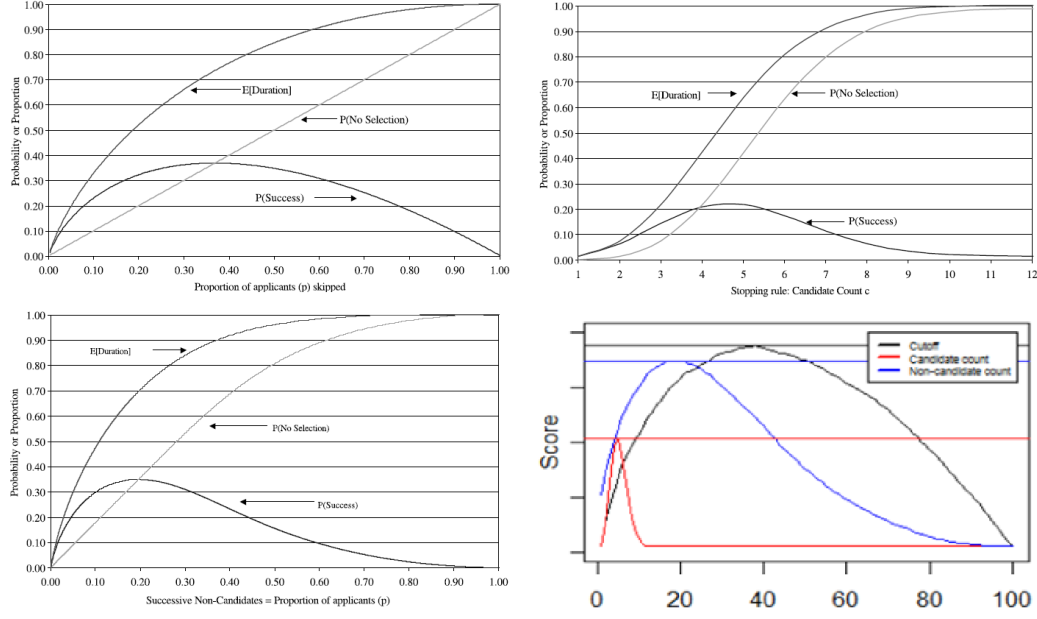 1.00
0.90
0.80
0.70
0.60
0.50
0.40
0.30
0.20
0.10
0.00
Probability or Proportion
E[Duration]
P(No Selection)
P(Success)
0.00 0.10 0.20 0.30 0.40 0.50 0.60 0.70 0.80 0.90 1.00
Proportion of applicants (p) skipped
1.00
0.90
0.80
0.70
0.60
0.50
0.40
0.30
0.20
0.10
0.00
Probability or Proportion
E[Duration]
P(No Selection)
P(Success)
1 2 3 4 5 6 7 8 9 10 11 12
Stopping rule: Candidate Count c
1.00
0.90
0.80
0.70
0.60
0.50
0.40
0.30
0.20
0.10
0.00
Probability or Proportion
E[Duration]
P(No Selection)
P(Success)
0.00 0.10 0.20 0.30 0.40 0.50 0.60 0.70 0.80 0.90 1.00
Successive Non-Candidates = Proportion of applicants (p)
Score
Cutoff
Candidate count
Non-candidate count
0 20 40 60 80 100